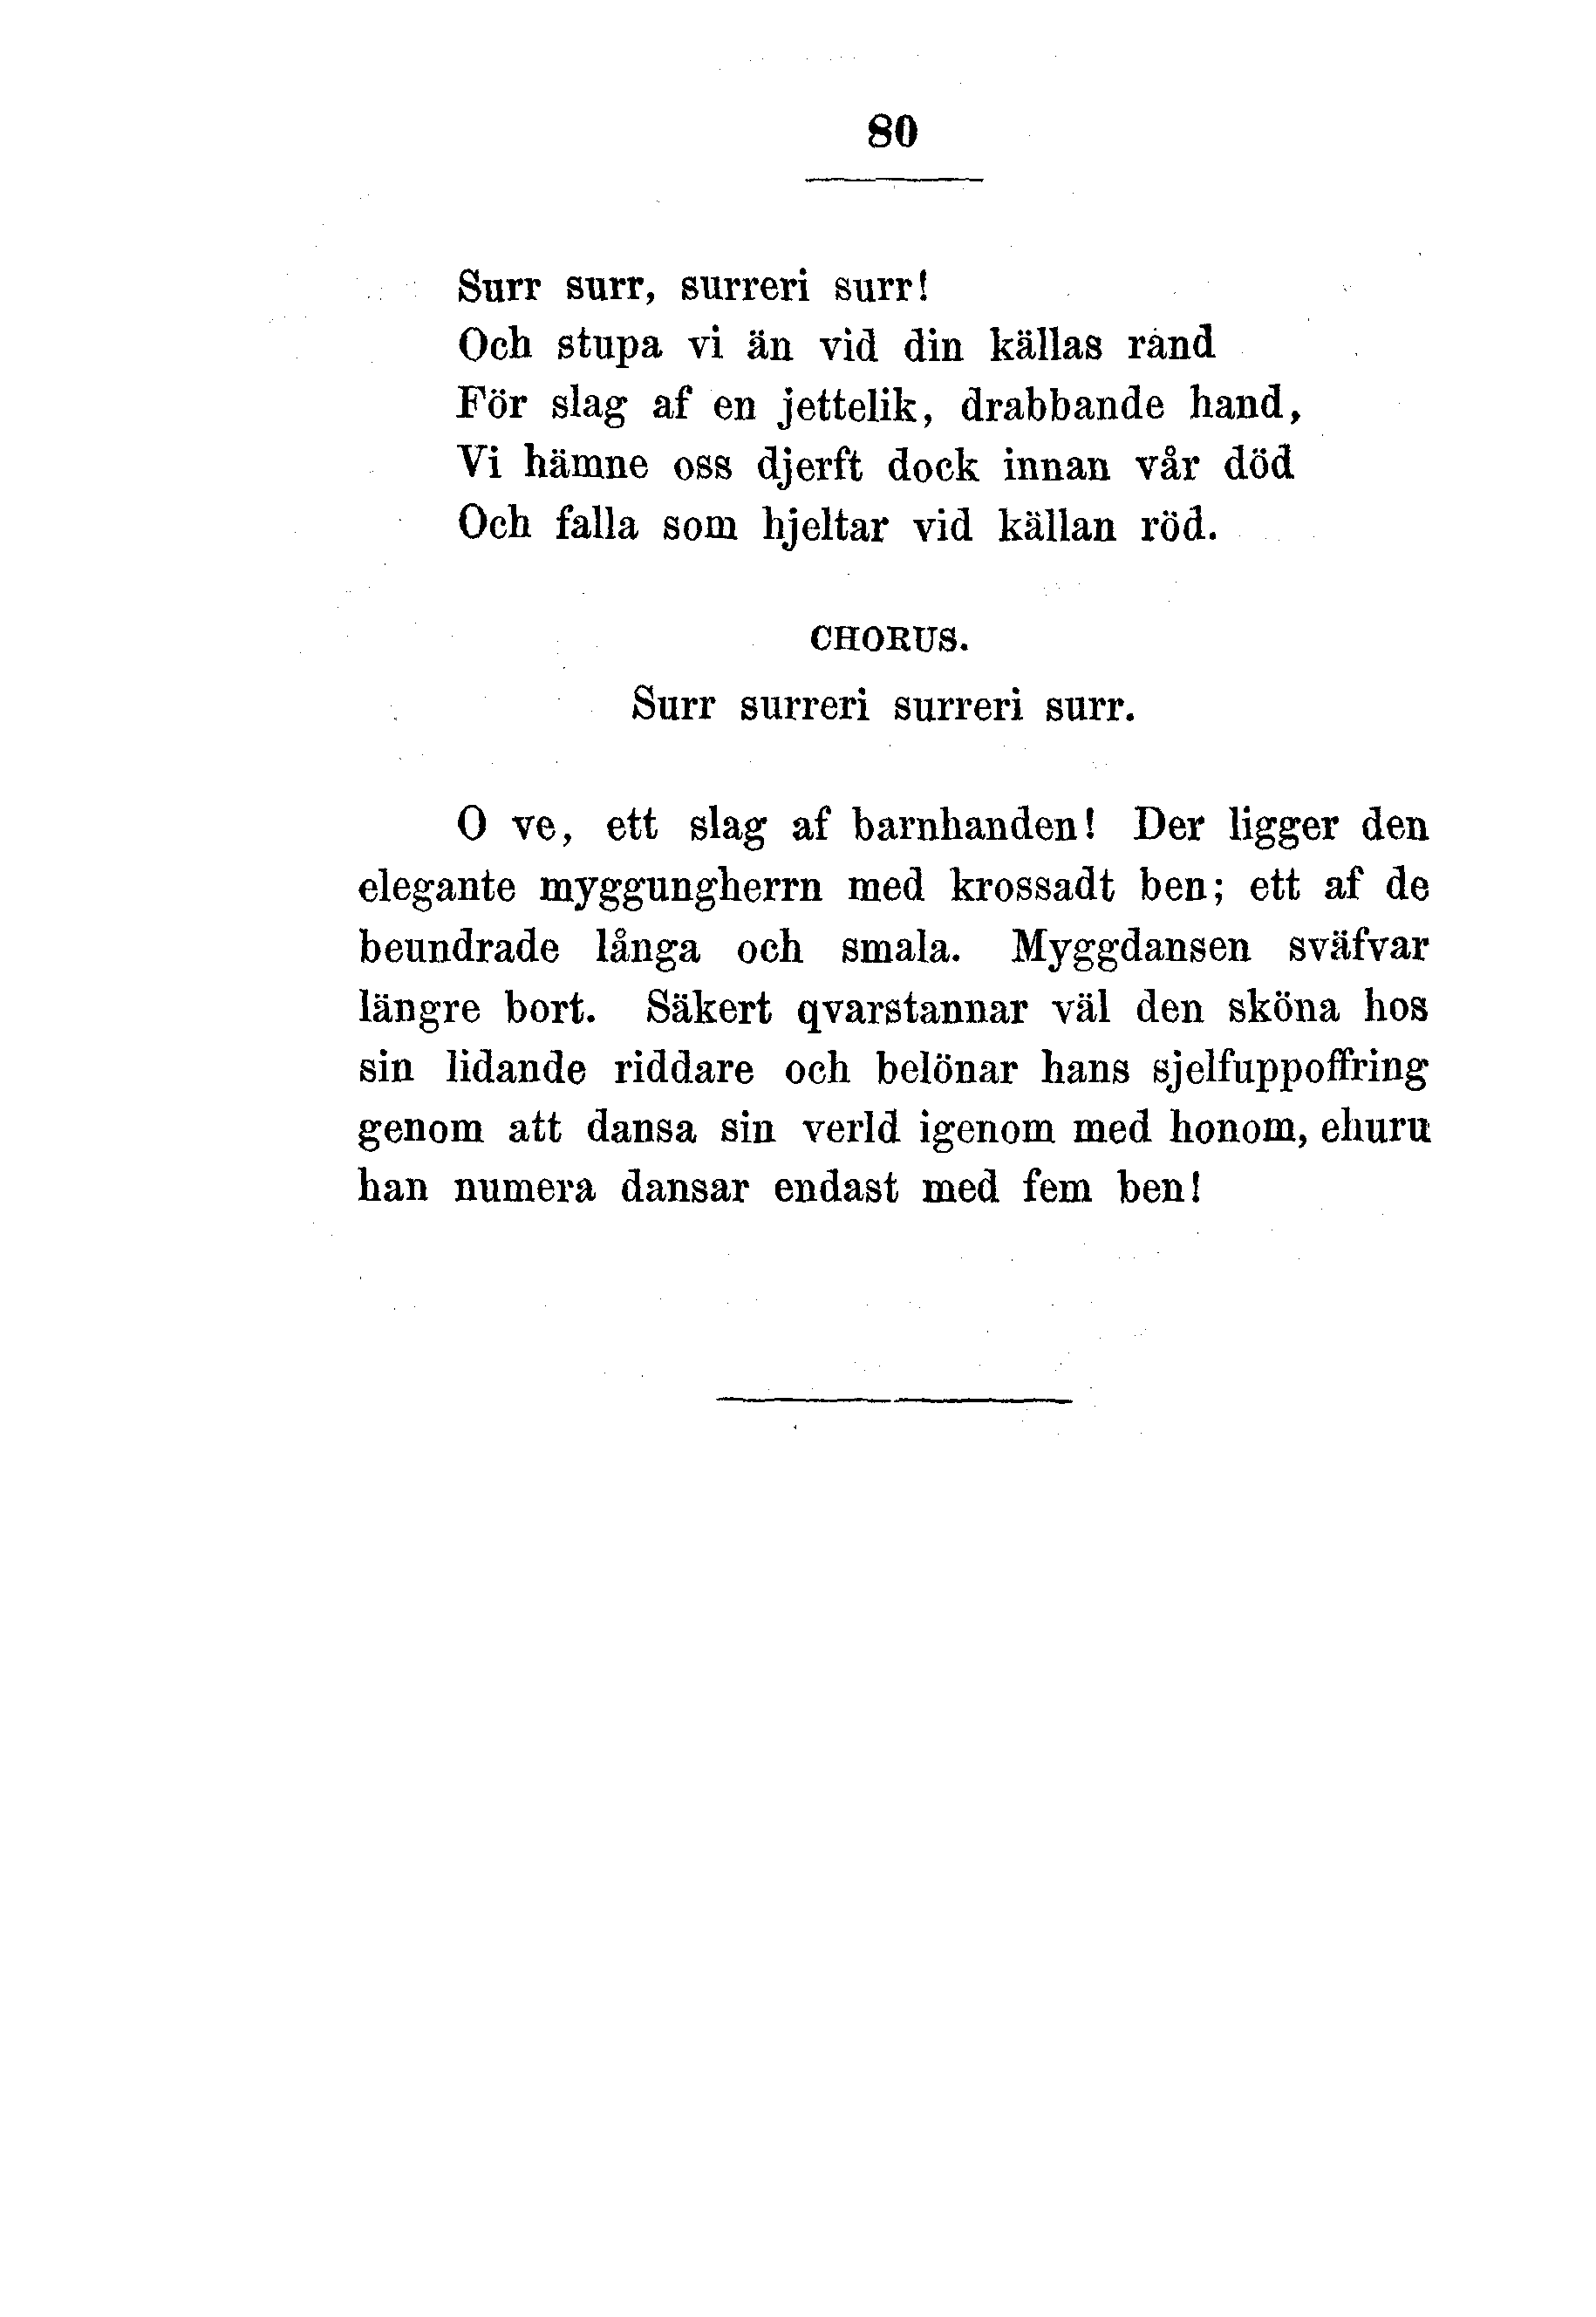 80
Surr surr, surreri surr!
Och stupa vi än vid din källas rand
För slag af en jettelik, drabbande hand,
Vi hämne oss djerft dock innan vår död
Och falla som hjeltar vid källan röd.
CHORUS.
Surr surreri surreri surr.
O ve, ett slag af barnhanden! Der ligger den
elegante myggungherrn med krossadt ben; ett af de
beundrade långa och smala. Myggdansen sväfvar
längre bort. Säkert qvarstannar väl den sköna hos
sin lidande riddare och belönar hans sjelfuppoffring
genom att dansa sin verld igenom med honom, ehuru
han numera dansar endast med fem ben!